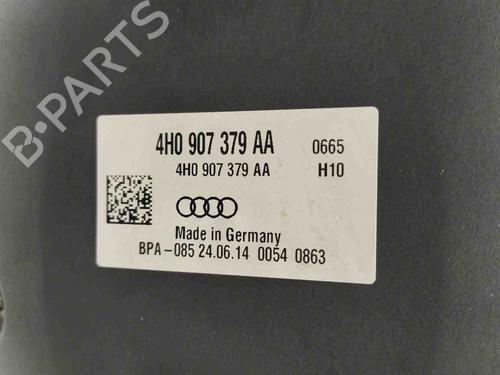 B-PARTS
4H0 907 379 AA 0665
4H0 907 379 AA H10
Made in Germany
BPA-085 24.06.14 0054 0863